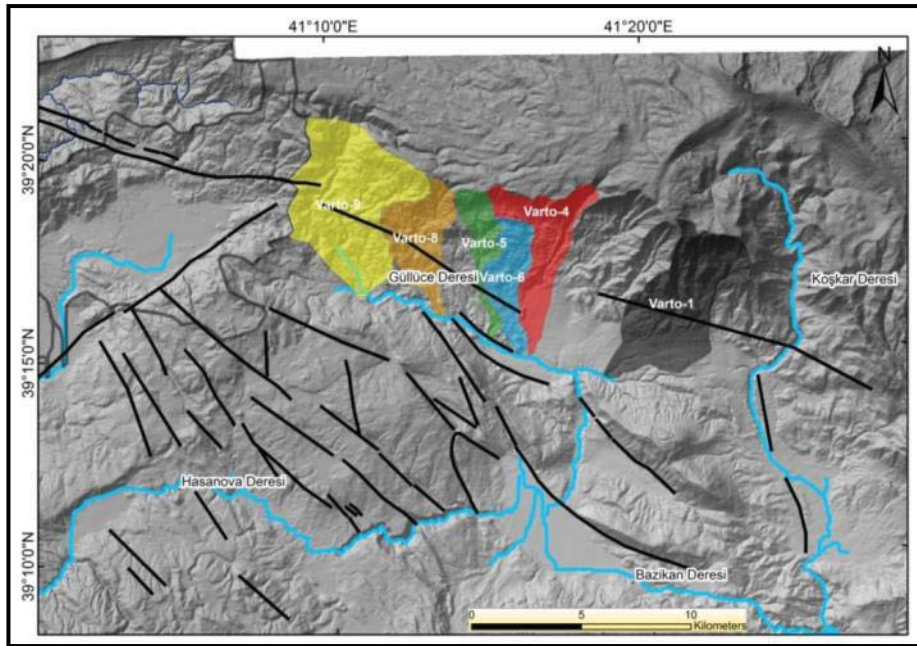 41°10'0"E
41°20'0"E
N
39°20'0"N
Varto-9
Varto-4
Varto-8
Varto-5
Güllüce Deresi
Varto-6
Varto-1
Köşkar Deresi
39°15'0"N
Hasanova Deresi
39°10'0"N
Bazikan Deresi
0 5 10
Kilometers